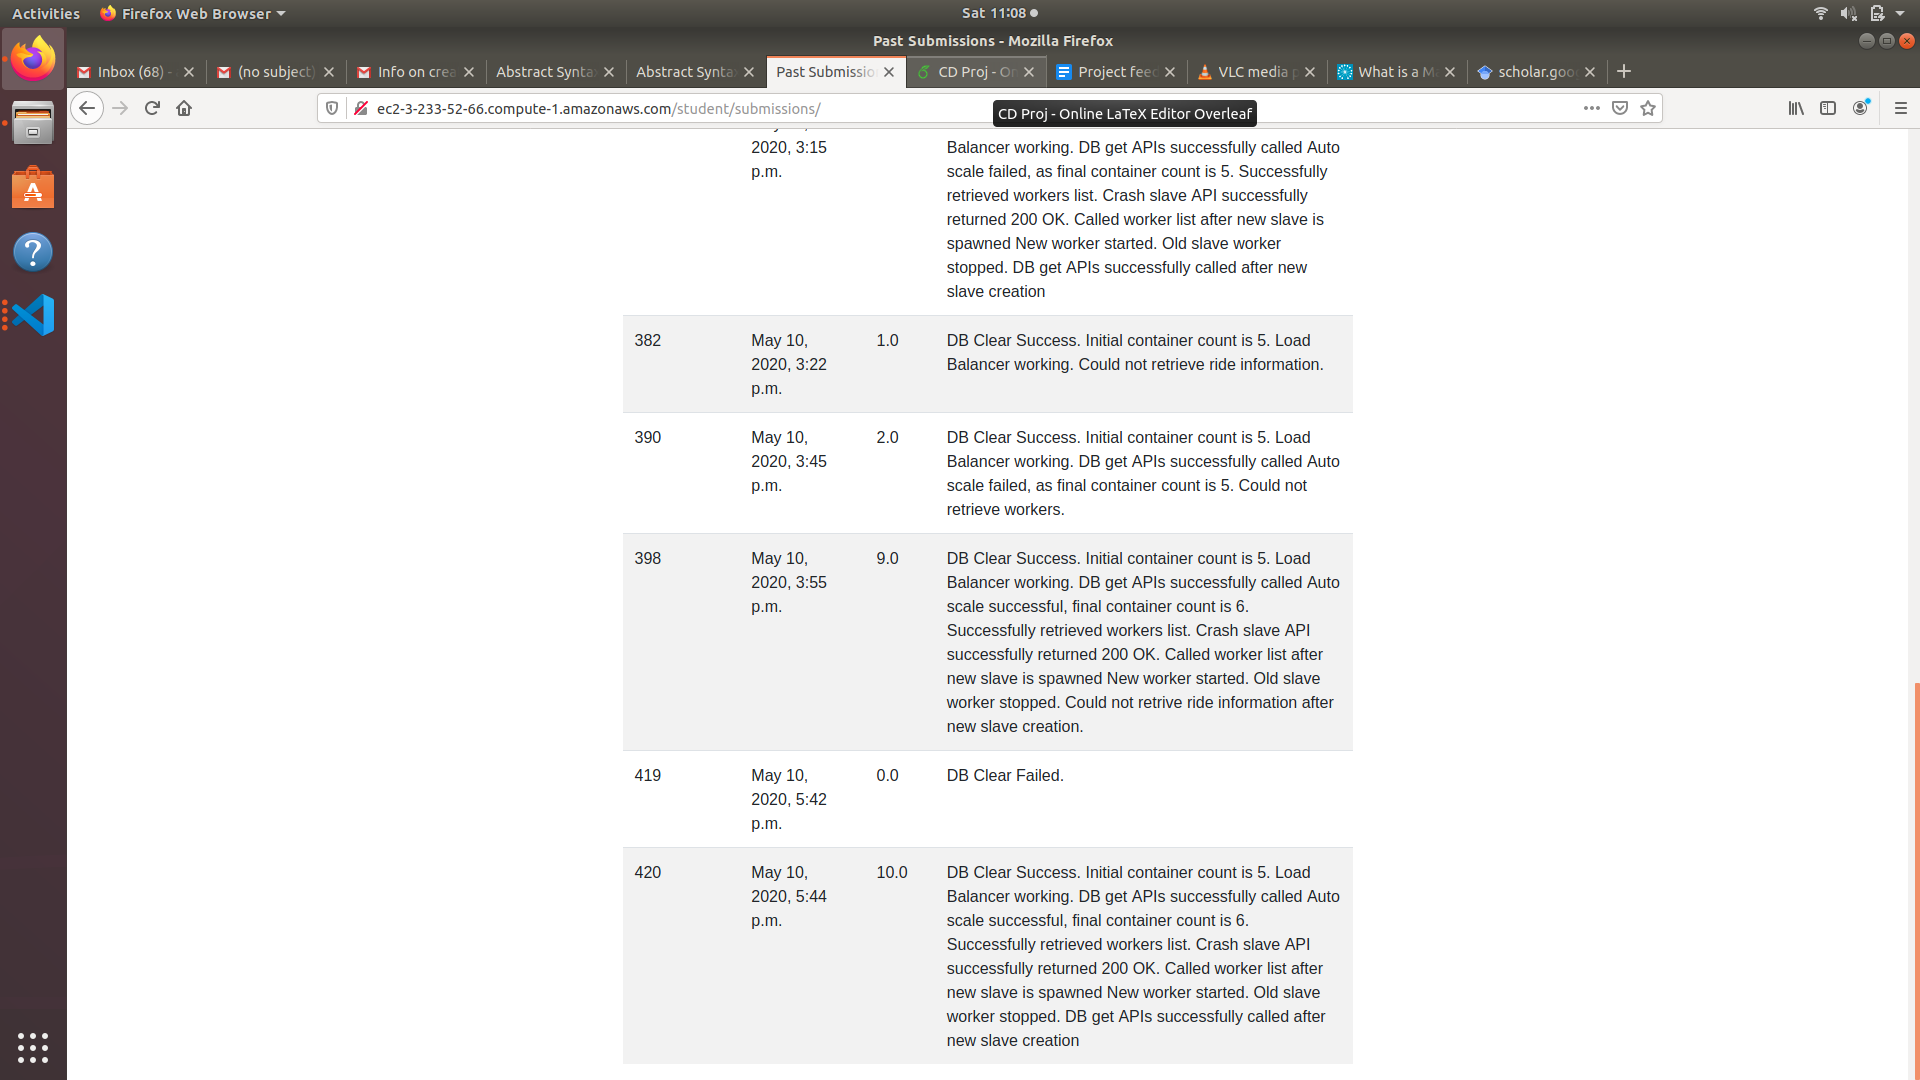 Activities Firefox Web Browser Sat 11:08
Past Submissions - Mozilla Firefox
Inbox (68) - (no subject) Info on crea Abstract Synta Abstract Synta Past Submissio CD Proj - On Project feed VLC media p What is a Ma scholar.goo
ec2-3-233-52-66.compute-1.amazonaws.com/student/submissions/
CD Proj - Online LaTeX Editor Overleaf
2020, 3:15 Balancer working. DB get APIs successfully called Auto
p.m. scale failed, as final container count is 5. Successfully
retrieved workers list. Crash slave API successfully
returned 200 OK. Called worker list after new slave is
spawned New worker started. Old slave worker
stopped. DB get APIs successfully called after new
slave creation
382 May 10, 1.0 DB Clear Success. Initial container count is 5. Load
2020, 3:22 Balancer working. Could not retrieve ride information.
p.m.
390 May 10, 2.0 DB Clear Success. Initial container count is 5. Load
2020, 3:45 Balancer working. DB get APIs successfully called Auto
p.m. scale failed, as final container count is 5. Could not
retrieve workers.
398 May 10, 9.0 DB Clear Success. Initial container count is 5. Load
2020, 3:55 Balancer working. DB get APIs successfully called Auto
p.m. scale successful, final container count is 6.
Successfully retrieved workers list. Crash slave API
successfully returned 200 OK. Called worker list after
new slave is spawned New worker started. Old slave
worker stopped. Could not retrive ride information after
new slave creation.
419 May 10, 0.0 DB Clear Failed.
2020, 5:42
p.m.
420 May 10, 10.0 DB Clear Success. Initial container count is 5. Load
2020, 5:44 Balancer working. DB get APIs successfully called Auto
p.m. scale successful, final container count is 6.
Successfully retrieved workers list. Crash slave API
successfully returned 200 OK. Called worker list after
new slave is spawned New worker started. Old slave
worker stopped. DB get APIs successfully called after
new slave creation